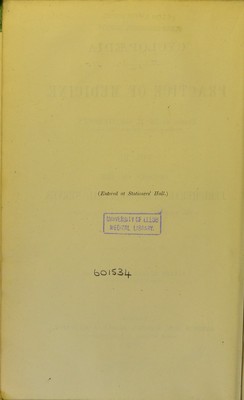 (Entered at Stationers' Hall.)
UNIVERSITY OF LEEDS
MEDICAL LIBRARY
601534